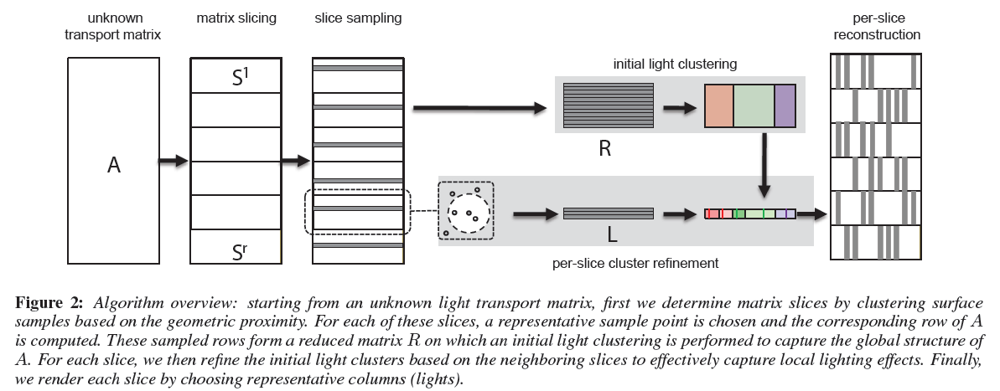 unknown
transport matrix
matrix slicing
slice sampling
per-slice
reconstruction
initial light clustering
A
S1
Sr
R
L
per-slice cluster refinement
Figure 2: Algorithm overview: starting from an unknown light transport matrix, first we determine matrix slices by clustering surface
samples based on the geometric proximity. For each of these slices, a representative sample point is chosen and the corresponding row of A
is computed. These sampled rows form a reduced matrix R on which an initial light clustering is performed to capture the global structure of
A. For each slice, we then refine the initial light clusters based on the neighboring slices to effectively capture local lighting effects. Finally,
we render each slice by choosing representative columns (lights).